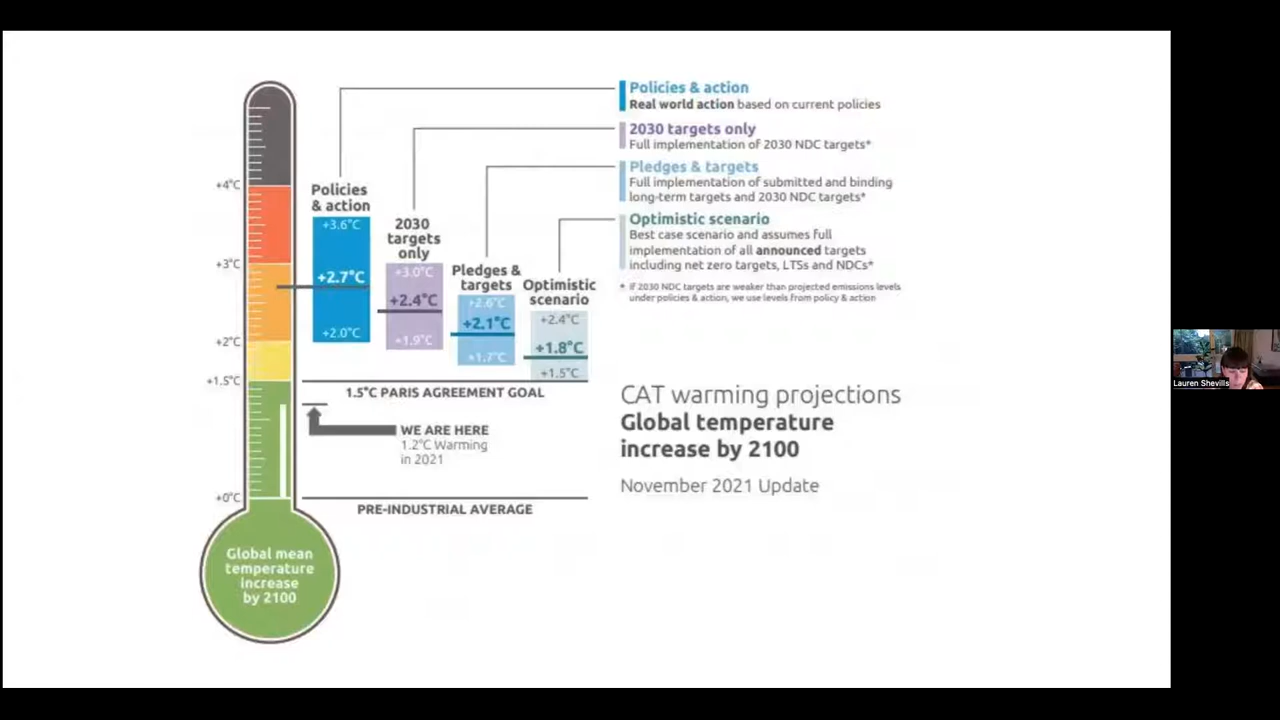 Policies & action
Real world action based on current policies
2030 targets only
Full implementation of 2030 NDC targets*
Pledges & targets
Full implementation of submitted and binding
long-term targets and 2030 NDC targets*
Optimistic scenario
Best case scenario and assumes full
implementation of all announced targets
including net zero targets, LTSs and NDCs*
* If 2030 NDC targets are weaker than projected emissions levels
under policies & action, we use levels from policy & action
+4°C
+3°C
+2°C
+1.5°C
+0°C
Policies
& action
+3.6°C
+2.7°C
+2.0°C
2030
targets
only
+3.0°C
+2.4°C
+1.9°C
Pledges &
targets
+2.6°C
+2.1°C
+1.7°C
Optimistic
scenario
+2.4°C
+1.8°C
+1.5°C
1.5°C PARIS AGREEMENT GOAL
WE ARE HERE
1.2°C Warming
in 2021
PRE-INDUSTRIAL AVERAGE
Global mean
temperature
increase
by 2100
CAT warming projections
Global temperature
increase by 2100
November 2021 Update
Lauren Shevills